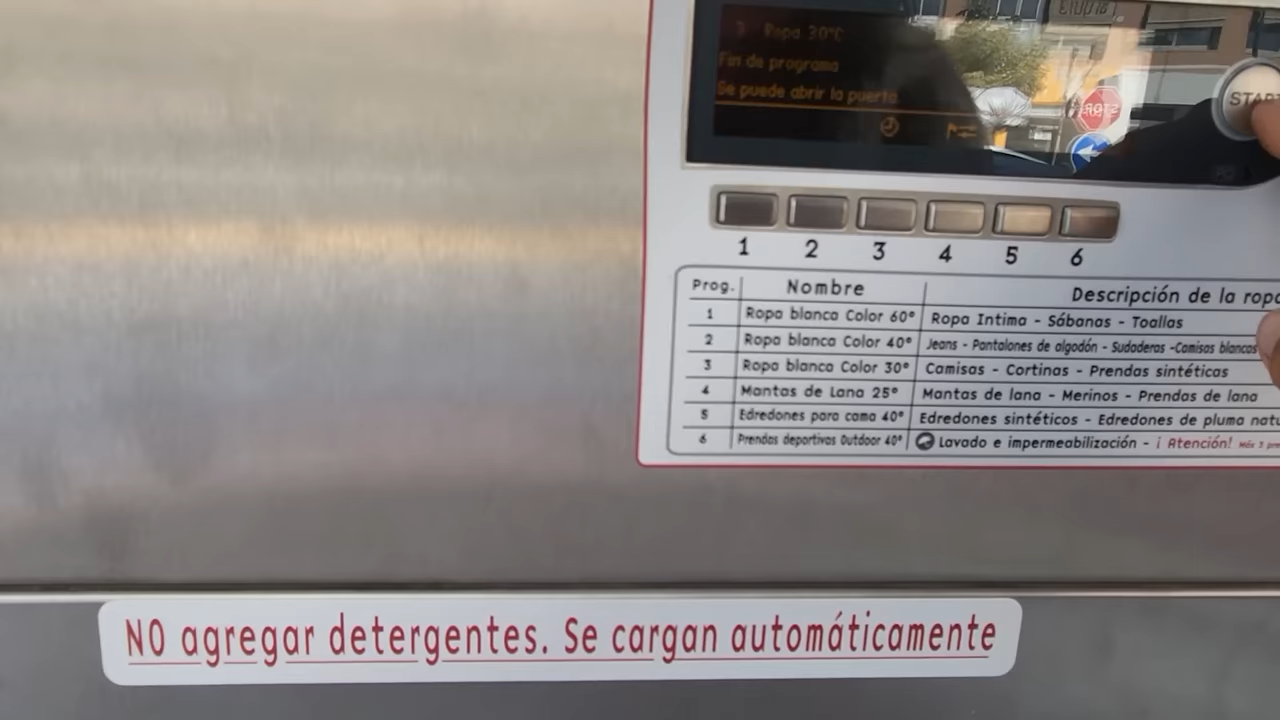 3 Ropa 30°C
Fin de programa
Se puede abrir la puerta
STOP
START
1 2 3 4 5 6
Prog. Nombre Descripción de la ropa
1 Ropa blanca Color 60° Ropa Intima - Sábanas - Toallas
2 Ropa blanca Color 40° Jeans - Pantalones de algodón - Sudaderas -Camisas blancas
3 Ropa blanca Color 30° Camisas - Cortinas - Prendas sintéticas
4 Mantas de Lana 25° Mantas de lana - Merinos - Prendas de lana
5 Edredones para cama 40° Edredones sintéticos - Edredones de pluma
6 Prendas deportivas Outdoor 40° Lavado e impermeabilización - ¡ Atención!
NO agregar detergentes. Se cargan automáticamente